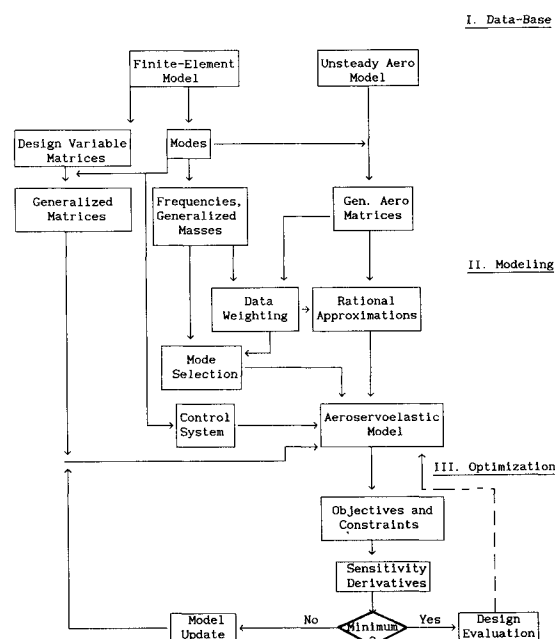 I. Data-Base
Finite-Element
Model
Unsteady Aero
Model
Design Variable
Matrices
Modes
Generalized
Matrices
Frequencies,
Generalized
Masses
Gen. Aero
Matrices
II. Modeling
Data
Weighting
Rational
Approximations
Mode
Selection
Control
System
Aeroservoelastic
Model
III. Optimization
Objectives and
Constraints
Sensitivity
Derivatives
Model
Update
No
Minimum
?
Yes
Design
Evaluation